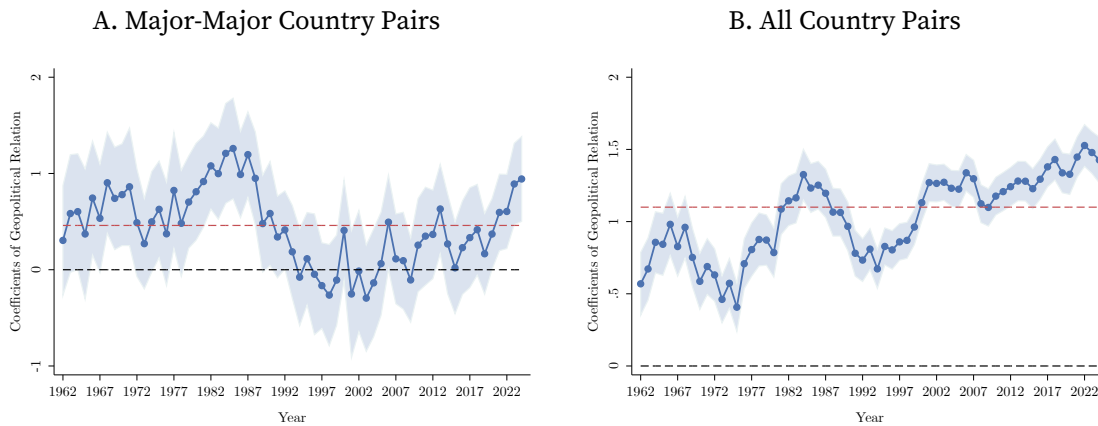 A. Major-Major Country Pairs
Coefficients of Geopolitical Relation
2
1
0
-1
1962 1967 1972 1977 1982 1987 1992 1997 2002 2007 2012 2017 2022
Year
B. All Country Pairs
Coefficients of Geopolitical Relation
2
1.5
1
.5
0
1962 1967 1972 1977 1982 1987 1992 1997 2002 2007 2012 2017 2022
Year